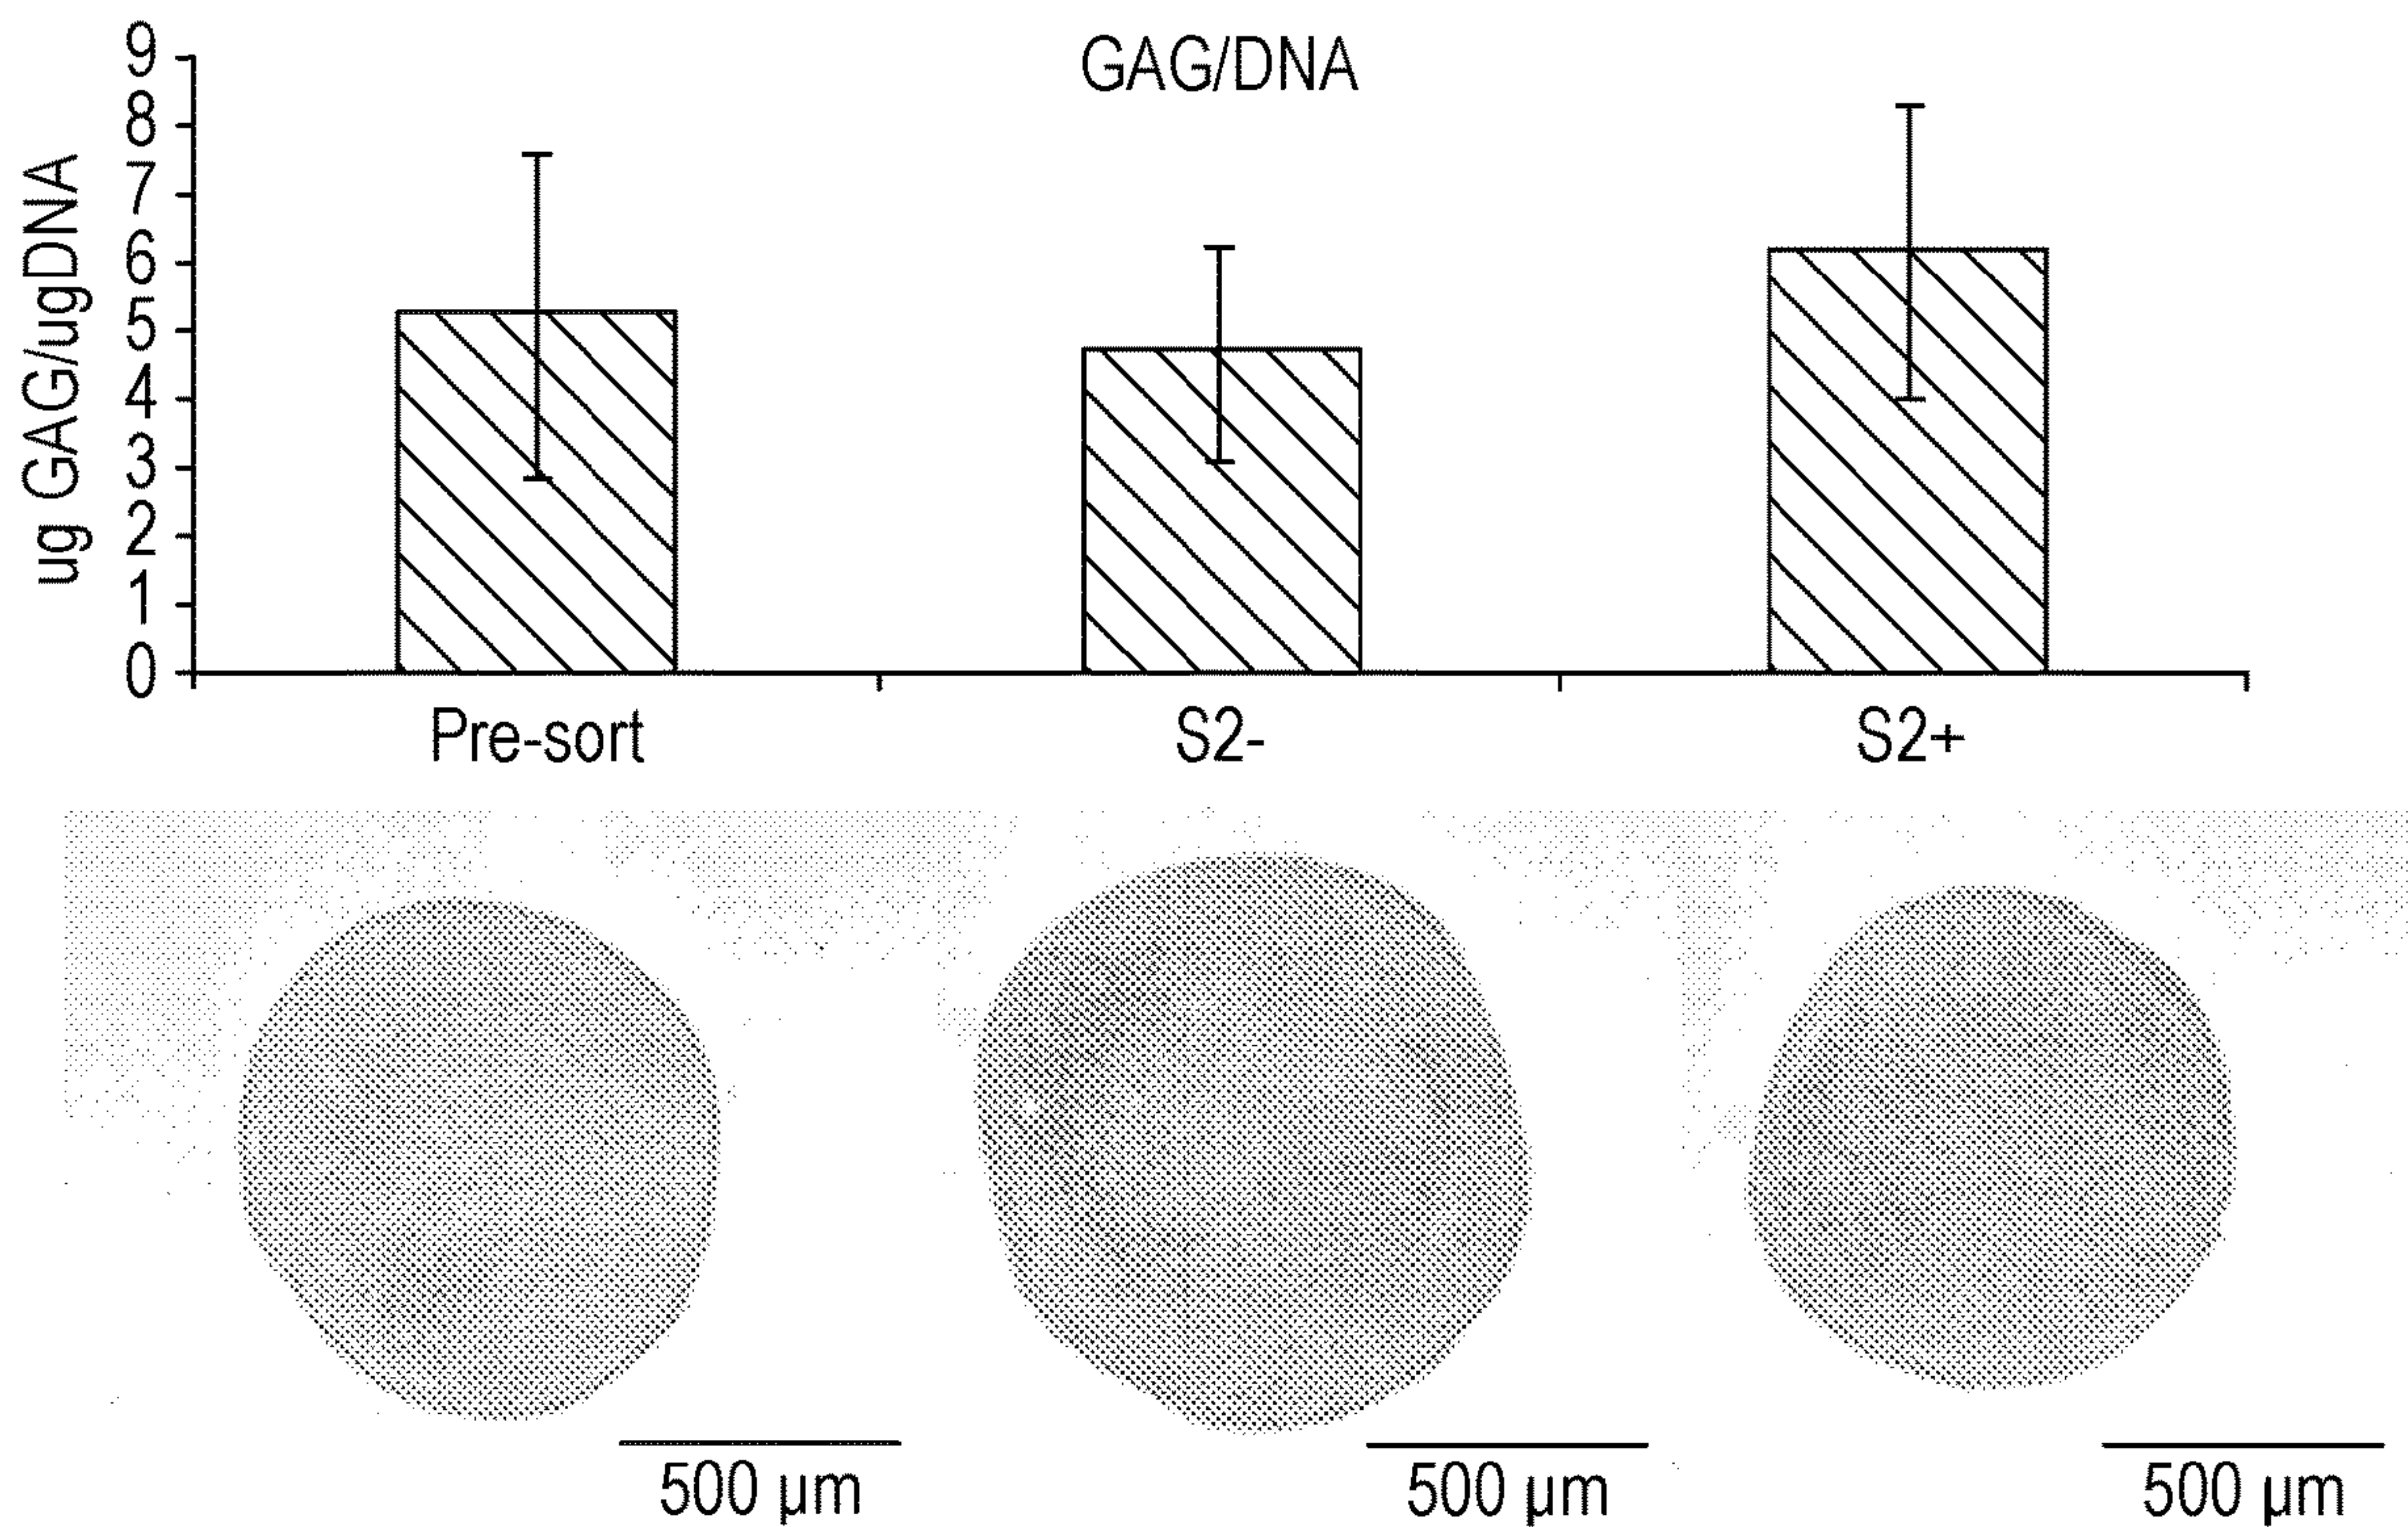 GAG/DNA
ug GAG/ugDNA
9
8
7
6
5
4
3
2
1
0
Pre-sort
S2-
S2+
500 μm
500 μm
500 μm